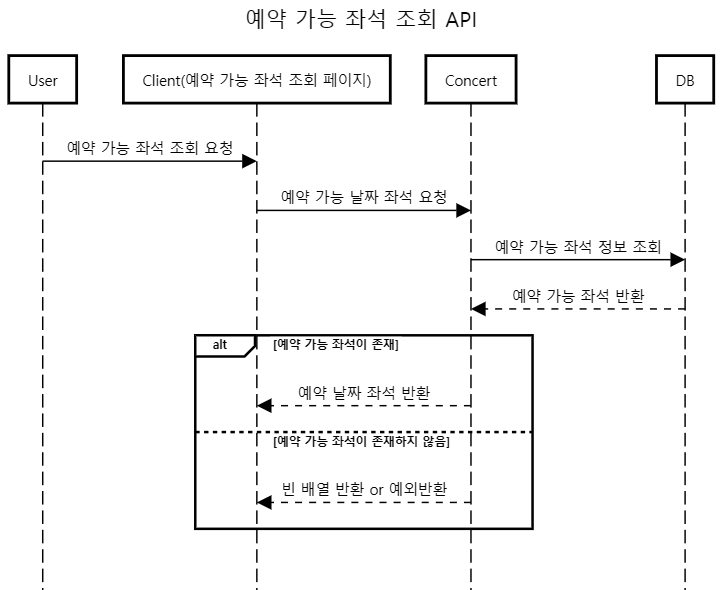 예약 가능 좌석 조회 API
User
Client(예약 가능 좌석 조회 페이지)
Concert
DB
예약 가능 좌석 조회 요청
예약 가능 날짜 좌석 요청
예약 가능 좌석 정보 조회
예약 가능 좌석 반환
alt
[예약 가능 좌석이 존재]
예약 날짜 좌석 반환
[예약 가능 좌석이 존재하지 않음]
빈 배열 반환 or 예외반환